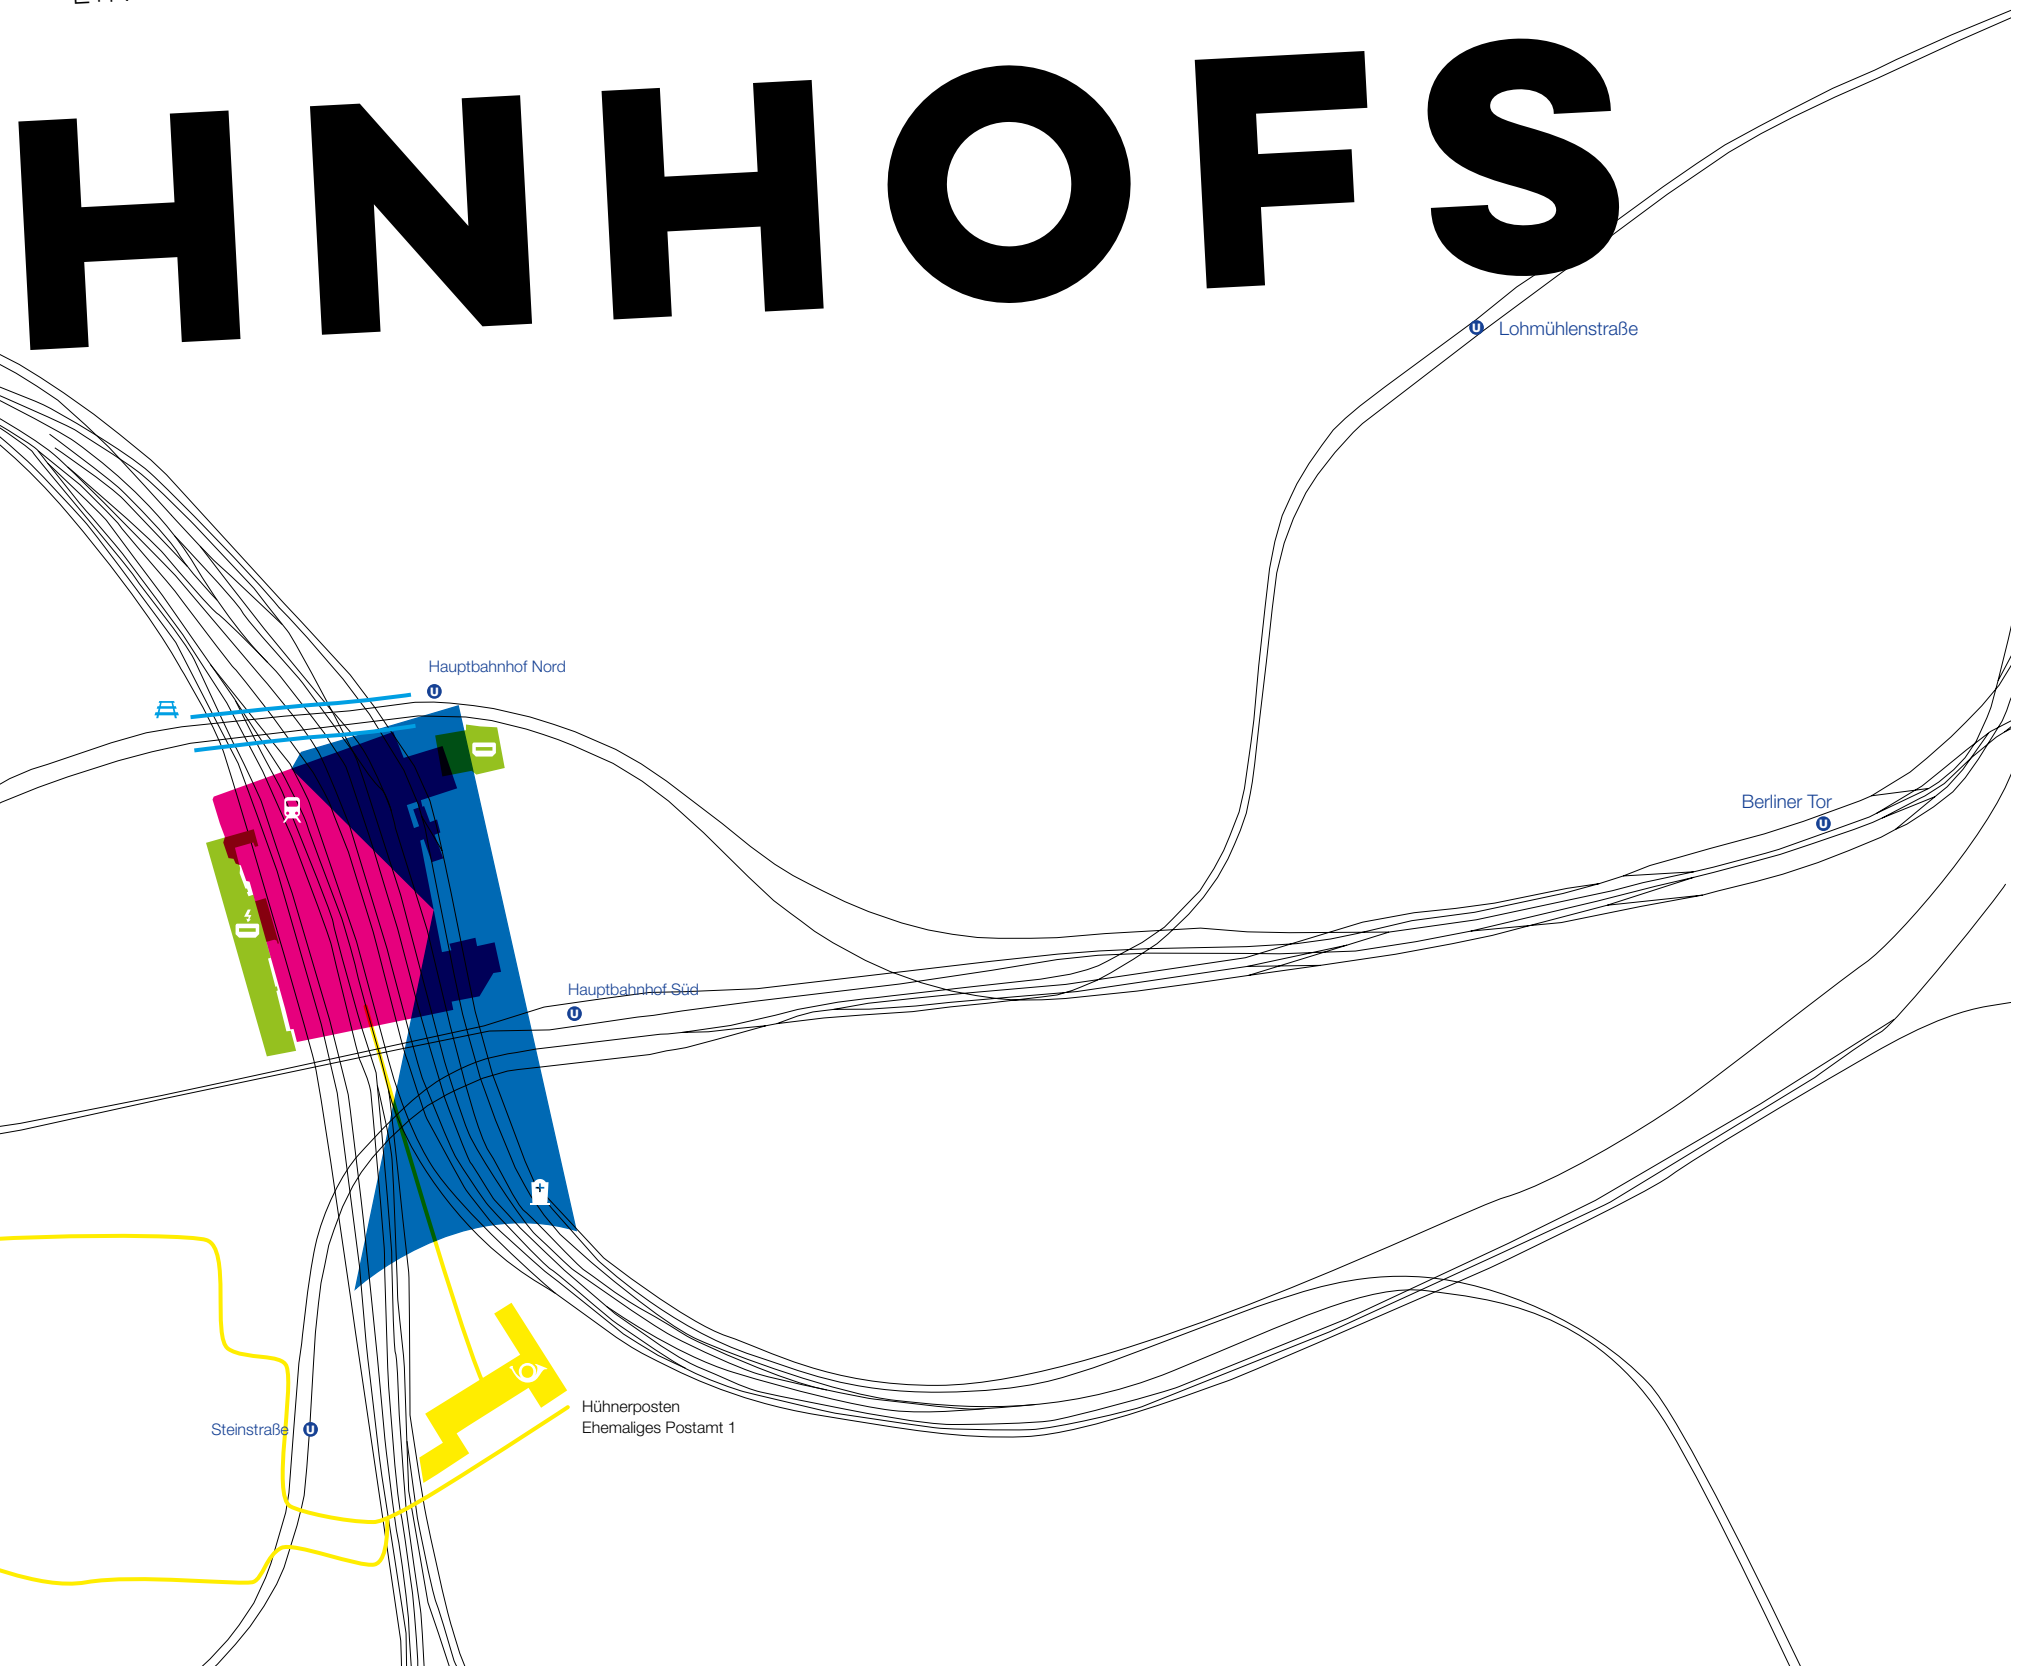 HNHOFS
U Lohmühlenstraße
Hauptbahnhof Nord
U
Berliner Tor
U
Hauptbahnhof Süd
U
Hühnerposten
Ehemaliges Postamt 1
Steinstraße U